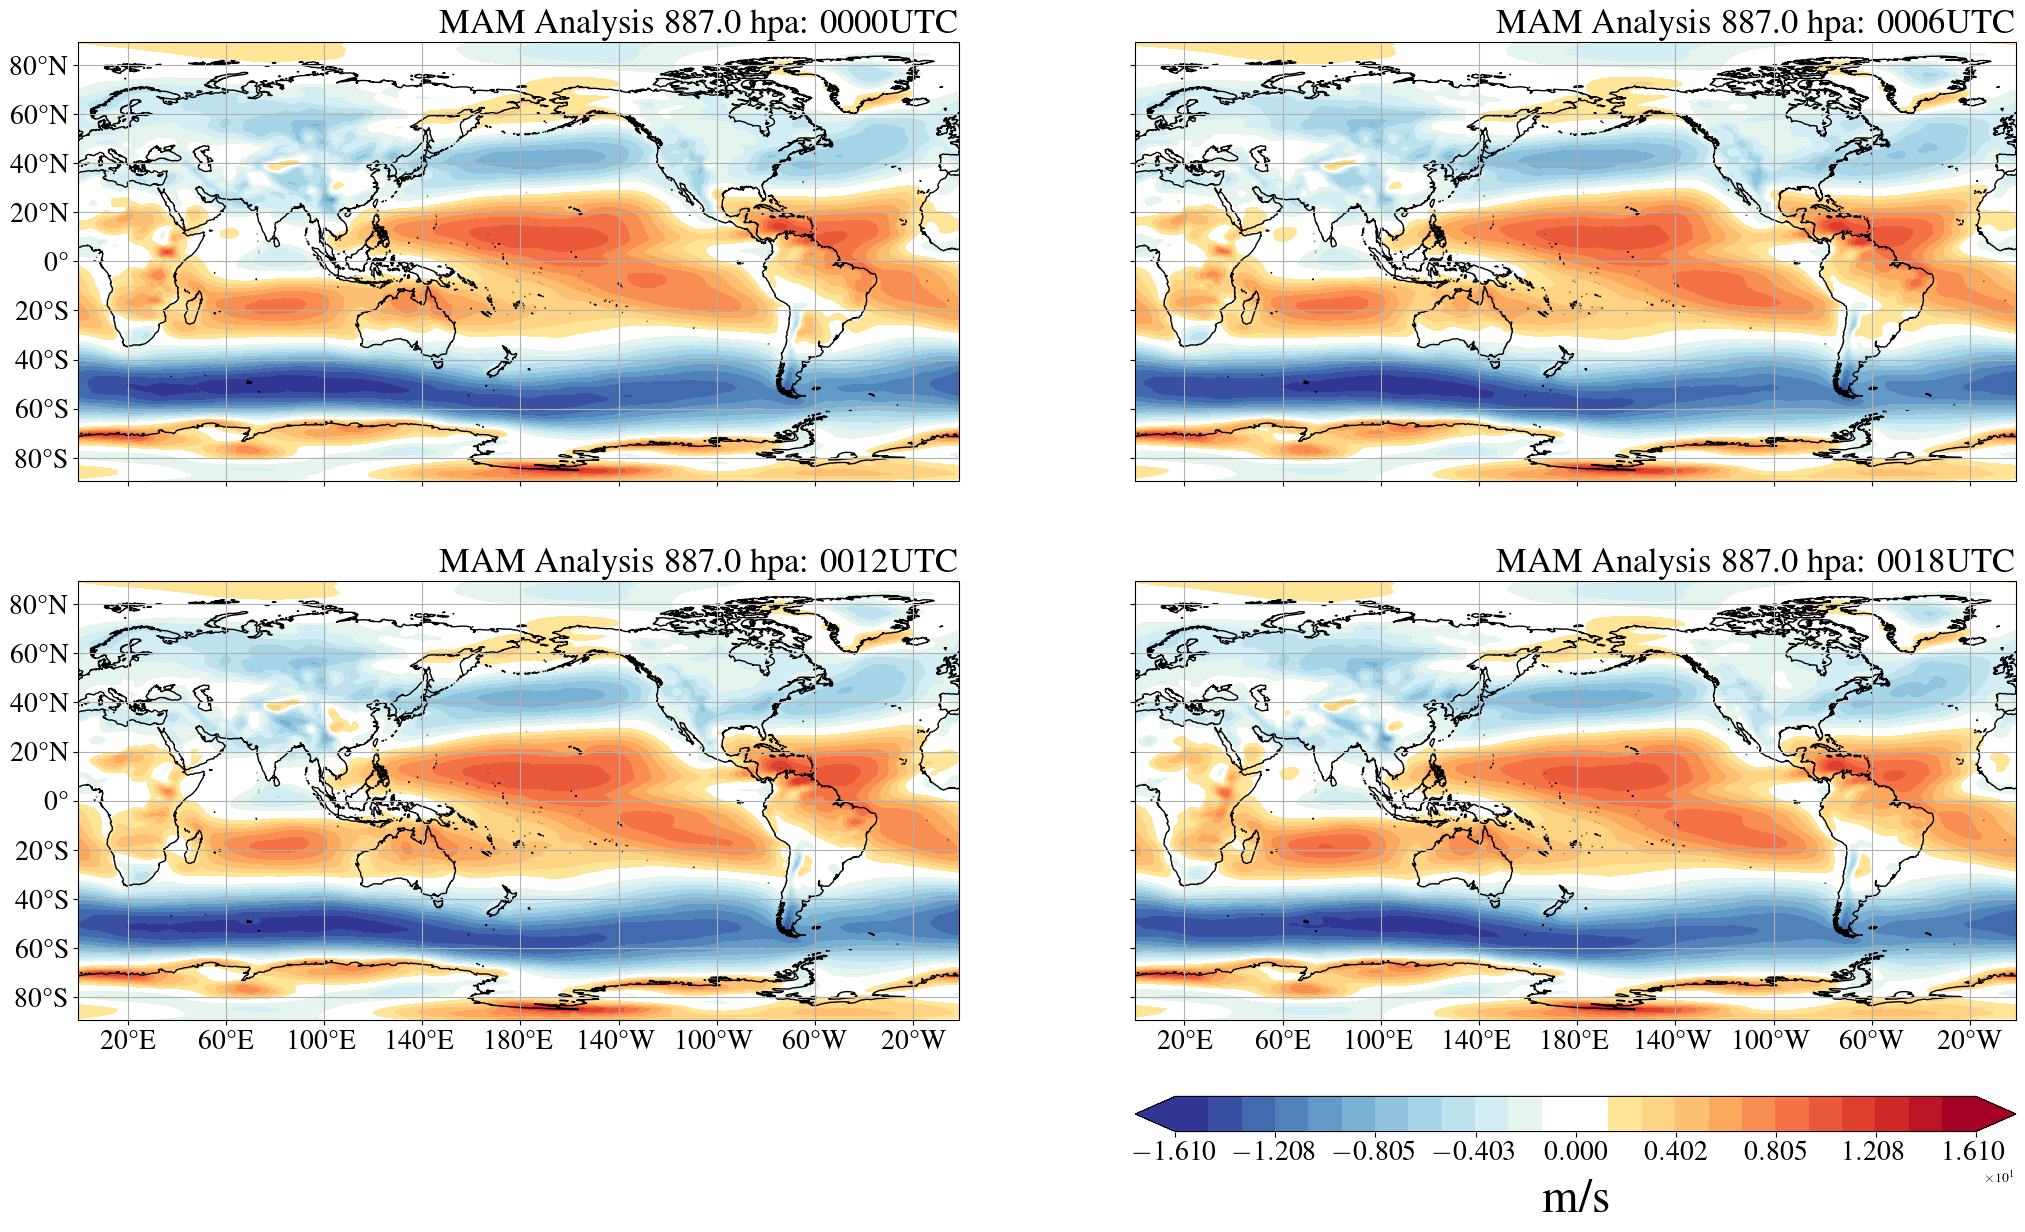 MAM Analysis 887.0 hpa: 0000UTC
MAM Analysis 887.0 hpa: 0006UTC
80°N
60°N
40°N
20°N
0°
20°S
40°S
60°S
80°S
MAM Analysis 887.0 hpa: 0012UTC
MAM Analysis 887.0 hpa: 0018UTC
80°N
60°N
40°N
20°N
0°
20°S
40°S
60°S
80°S
20°E 60°E 100°E 140°E 180°E 140°W 100°W 60°W 20°W
20°E 60°E 100°E 140°E 180°E 140°W 100°W 60°W 20°W
−1.610 −1.208 −0.805 −0.403 0.000 0.402 0.805 1.208 1.610
×10¹
m/s